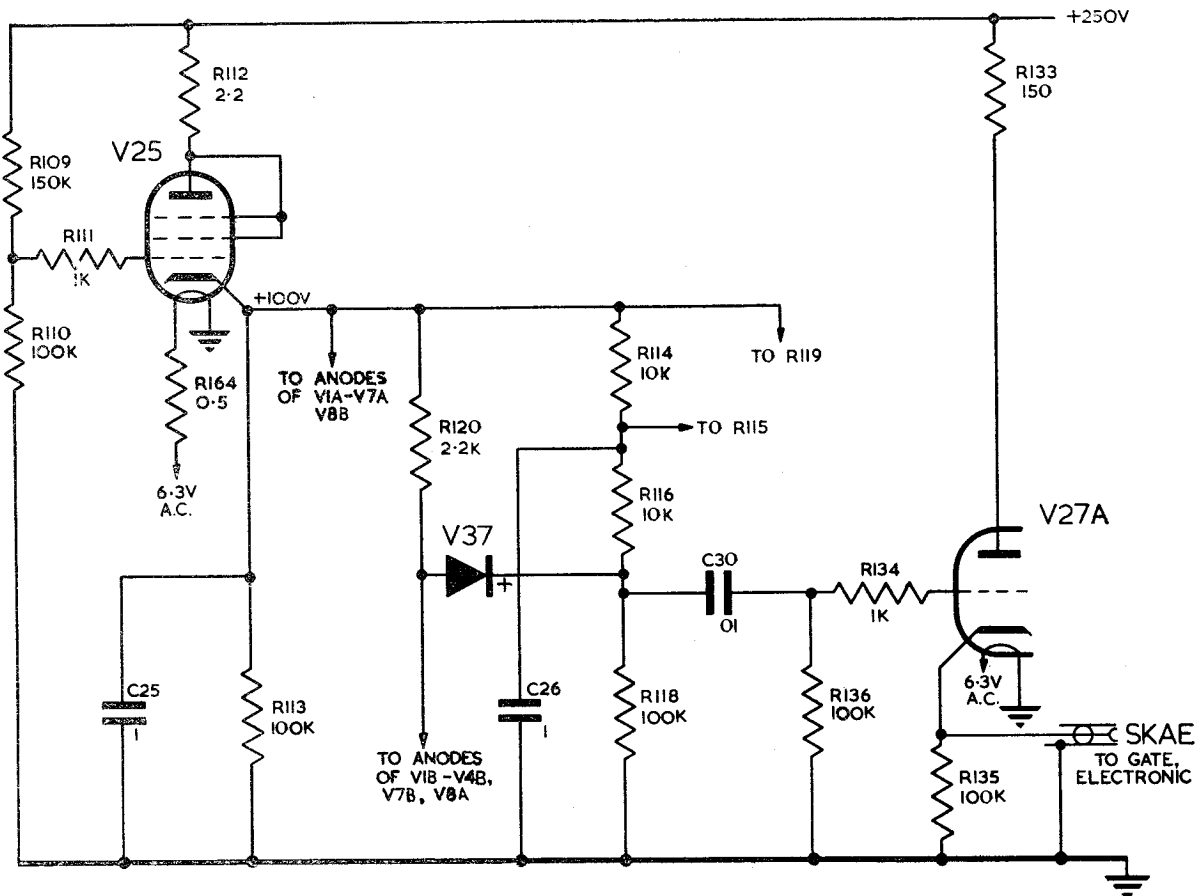 +250V
R112
2·2
R133
150
V25
R109
150K
R111
1K
+100V
R110
100K
R114
10K
TO R119
R164
0·5
TO ANODES
OF V1A-V7A
V8B
R120
2·2K
TO R115
6·3V
A.C.
R116
10K
V37
+
V27A
C30
01
R134
1K
C25
1
R113
100K
C26
1
R118
100K
R136
100K
6·3V
A.C.
SKAE
TO GATE,
ELECTRONIC
TO ANODES
OF V1B-V4B,
V7B, V8A
R135
100K